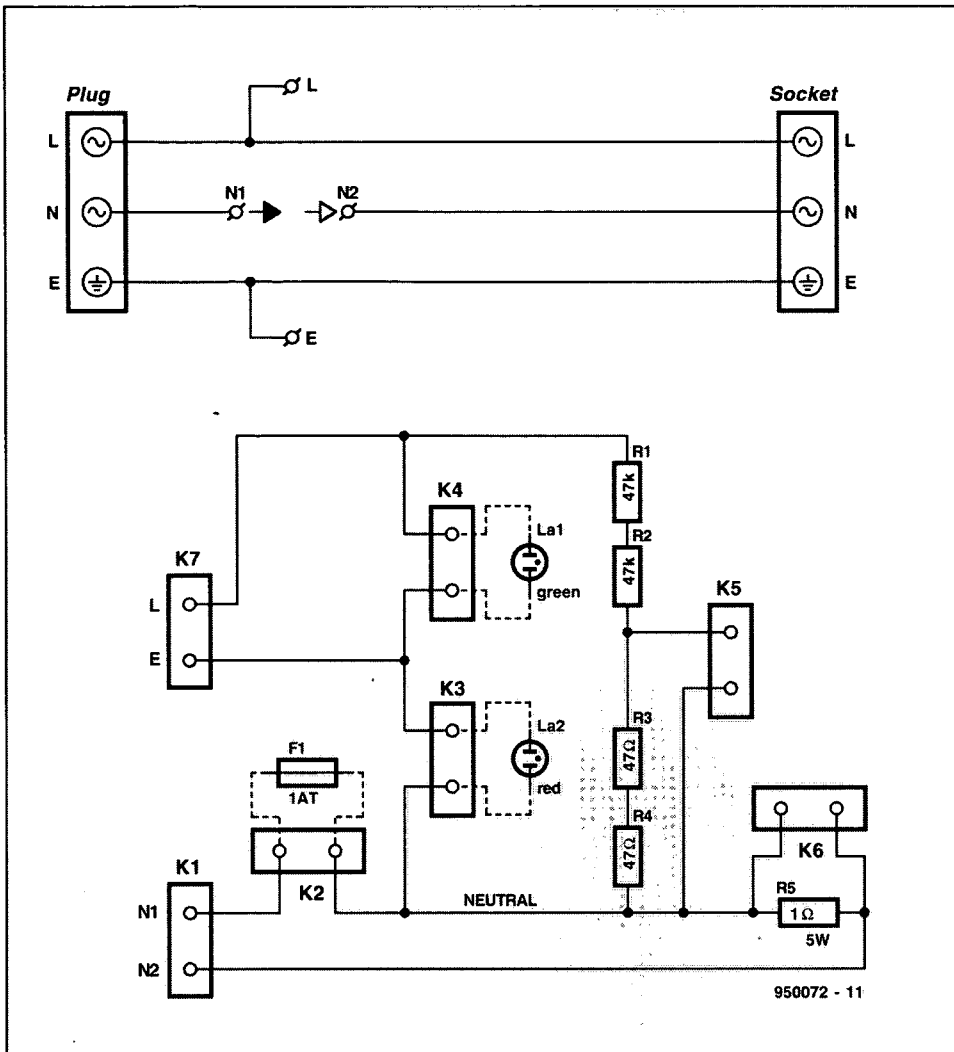 Plug
Socket
L
L
L
N
N1
N2
N
E
E
E
R1
47k
K4
La1
R2
47k
green
K5
K7
L
E
K3
La2
R3
47Ω
red
F1
1AT
R4
47Ω
K6
K2
K1
N1
NEUTRAL
R5
1Ω
5W
N2
950072 - 11